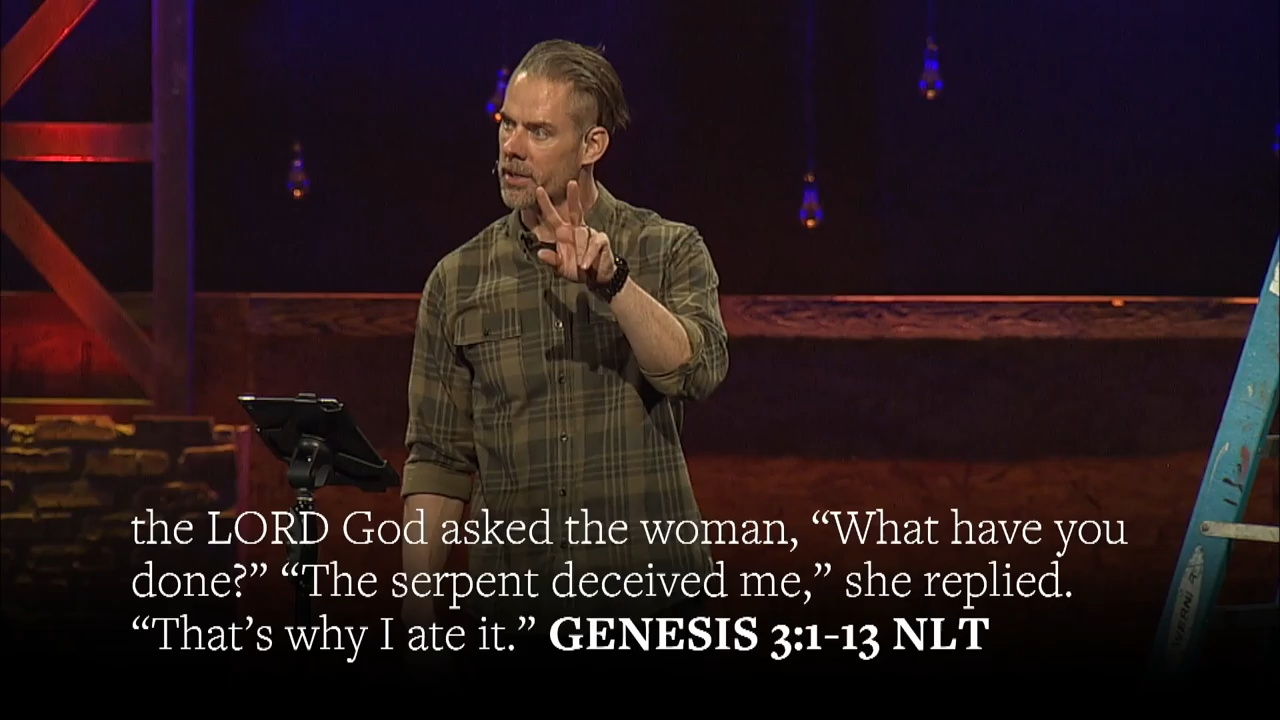 the LORD God asked the woman, “What have you
done?” “The serpent deceived me,” she replied.
“That’s why I ate it.” GENESIS 3:1-13 NLT